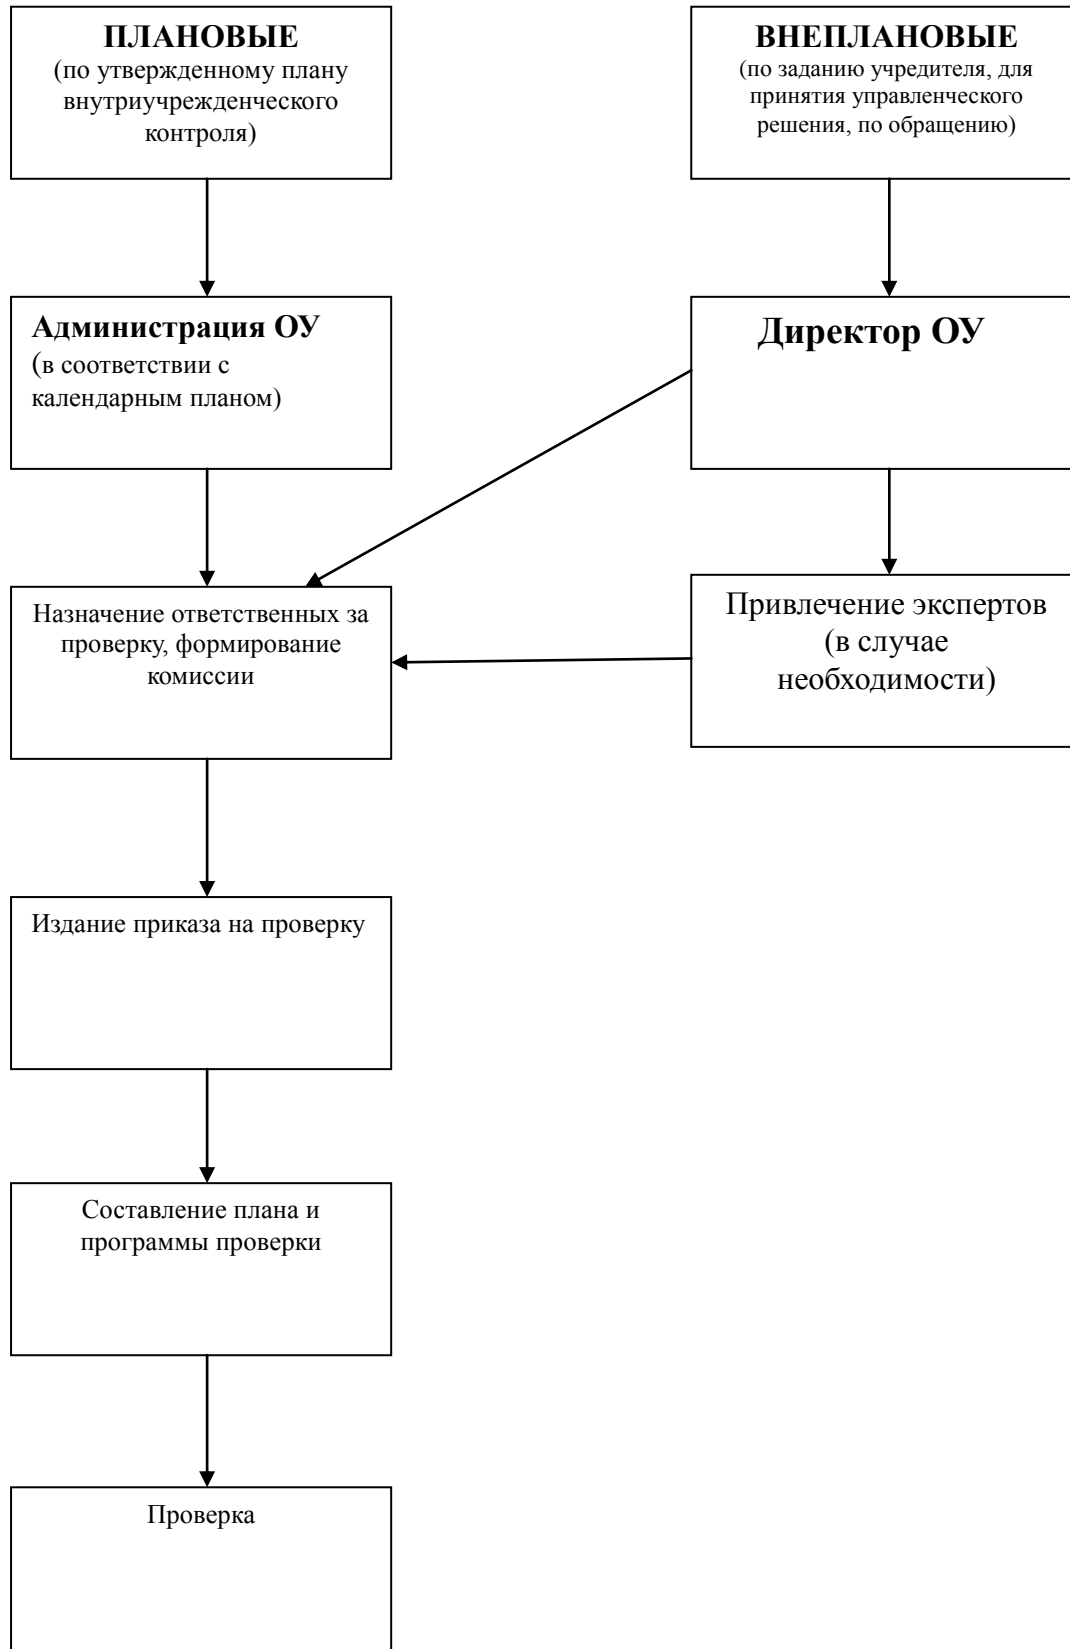 ПЛАНОВЫЕ
(по утвержденному плану
внутриучрежденческого
контроля)
ВНЕПЛАНОВЫЕ
(по заданию учредителя, для
принятия управленческого
решения, по обращению)
Администрация ОУ
(в соответствии с
календарным планом)
Директор ОУ
Назначение ответственных за
проверку, формирование
комиссии
Привлечение экспертов
(в случае
необходимости)
Издание приказа на проверку
Составление плана и
программы проверки
Проверка